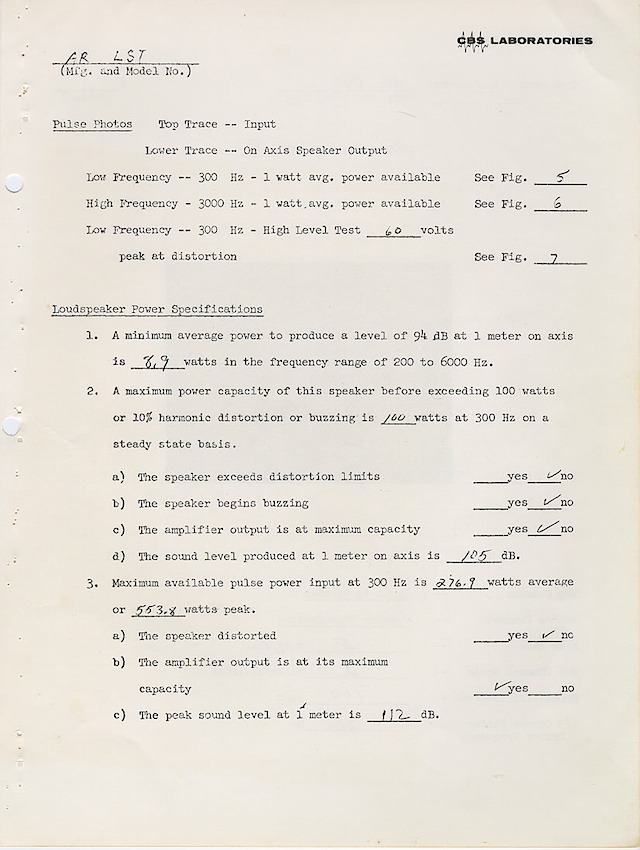 CBS LABORATORIES
AR LST
(Mfg. and Model No.)
Pulse Photos Top Trace -- Input
Lower Trace -- On Axis Speaker Output
Low Frequency -- 300 Hz - 1 watt avg. power available See Fig. 5
High Frequency - 3000 Hz - 1 watt avg. power available See Fig. 6
Low Frequency -- 300 Hz - High Level Test 60 volts
peak at distortion See Fig. 7
Loudspeaker Power Specifications
1. A minimum average power to produce a level of 94 dB at 1 meter on axis
is 8.9 watts in the frequency range of 200 to 6000 Hz.
2. A maximum power capacity of this speaker before exceeding 100 watts
or 10% harmonic distortion or buzzing is 100 watts at 300 Hz on a
steady state basis.
a) The speaker exceeds distortion limits ___yes ✓no
b) The speaker begins buzzing ___yes ✓no
c) The amplifier output is at maximum capacity ___yes ✓no
d) The sound level produced at 1 meter on axis is 105 dB.
3. Maximum available pulse power input at 300 Hz is 276.9 watts average
or 553.8 watts peak.
a) The speaker distorted ___yes ✓ no
b) The amplifier output is at its maximum
capacity ✓yes ___no
c) The peak sound level at 1 meter is 112 dB.